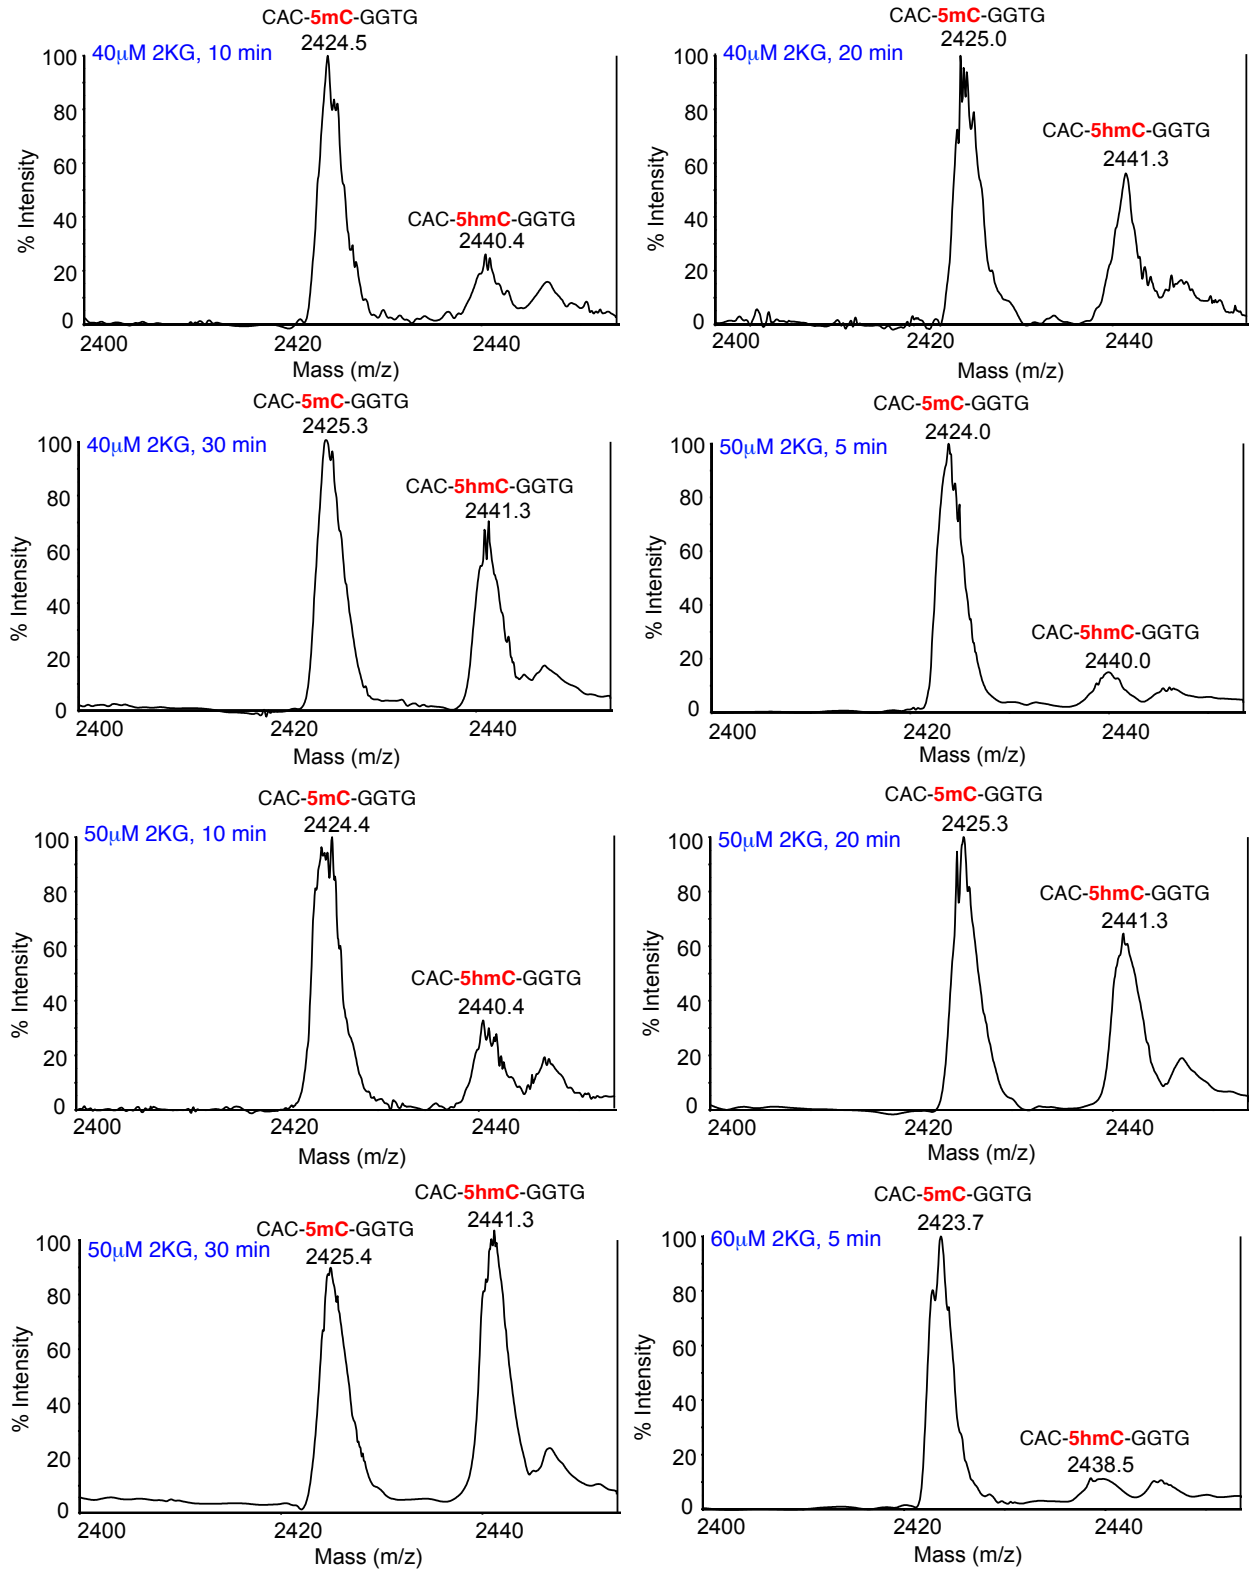 CAC-5mC-GGTG
2424.5
40μM 2KG, 10 min
CAC-5hmC-GGTG
2440.4
100
80
60
40
20
0
% Intensity
2400
2420
2440
Mass (m/z)
CAC-5mC-GGTG
2425.0
40μM 2KG, 20 min
CAC-5hmC-GGTG
2441.3
100
80
60
40
20
0
% Intensity
2400
2420
2440
Mass (m/z)
CAC-5mC-GGTG
2425.3
40μM 2KG, 30 min
CAC-5hmC-GGTG
2441.3
100
80
60
40
20
0
% Intensity
2400
2420
2440
Mass (m/z)
CAC-5mC-GGTG
2424.0
50μM 2KG, 5 min
CAC-5hmC-GGTG
2440.0
100
80
60
40
20
0
% Intensity
2400
2420
2440
Mass (m/z)
CAC-5mC-GGTG
2424.4
50μM 2KG, 10 min
CAC-5hmC-GGTG
2440.4
100
80
60
40
20
0
% Intensity
2400
2420
2440
Mass (m/z)
CAC-5mC-GGTG
2425.3
50μM 2KG, 20 min
CAC-5hmC-GGTG
2441.3
100
80
60
40
20
0
% Intensity
2400
2420
2440
Mass (m/z)
CAC-5hmC-GGTG
2441.3
CAC-5mC-GGTG
2425.4
50μM 2KG, 30 min
100
80
60
40
20
0
% Intensity
2400
2420
2440
Mass (m/z)
CAC-5mC-GGTG
2423.7
60μM 2KG, 5 min
CAC-5hmC-GGTG
2438.5
100
80
60
40
20
0
% Intensity
2400
2420
2440
Mass (m/z)